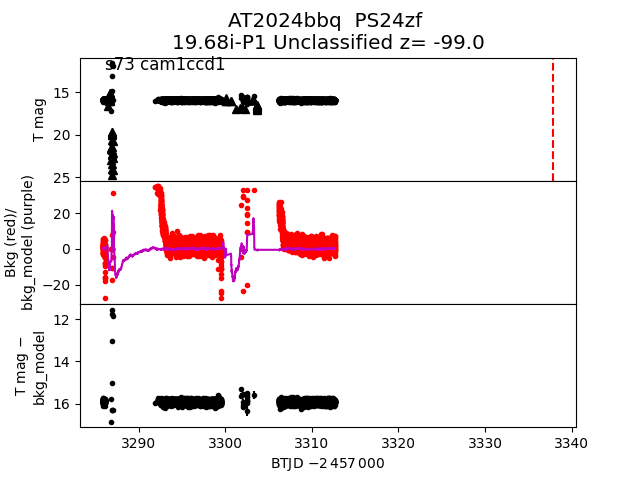 AT2024bbq  PS24zf
19.68i-P1 Unclassified z= -99.0
s73 cam1ccd1
T mag
15
20
25
Bkg (red)/
bkg_model (purple)
20
0
−20
T mag −
bkg_model
12
14
16
3290
3300
3310
3320
3330
3340
BTJD −2 457 000